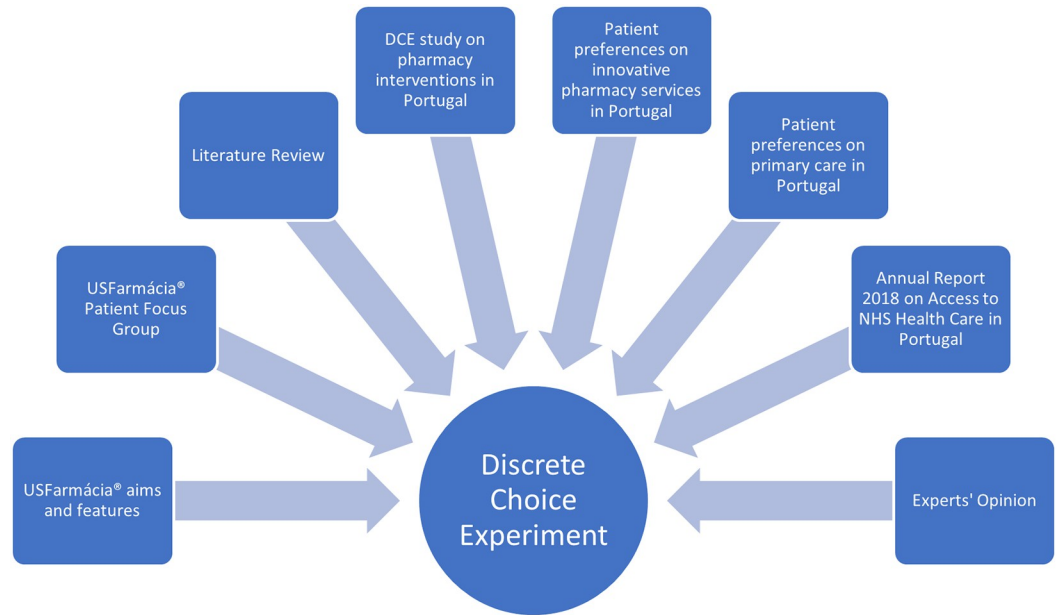 DCE study on
pharmacy
interventions in
Portugal
Patient
preferences on
innovative
pharmacy services
in Portugal
Literature Review
Patient
preferences on
primary care in
Portugal
USFarmácia®
Patient Focus
Group
Annual Report
2018 on Access to
NHS Health Care in
Portugal
USFarmácia® aims
and features
Discrete
Choice
Experiment
Experts' Opinion